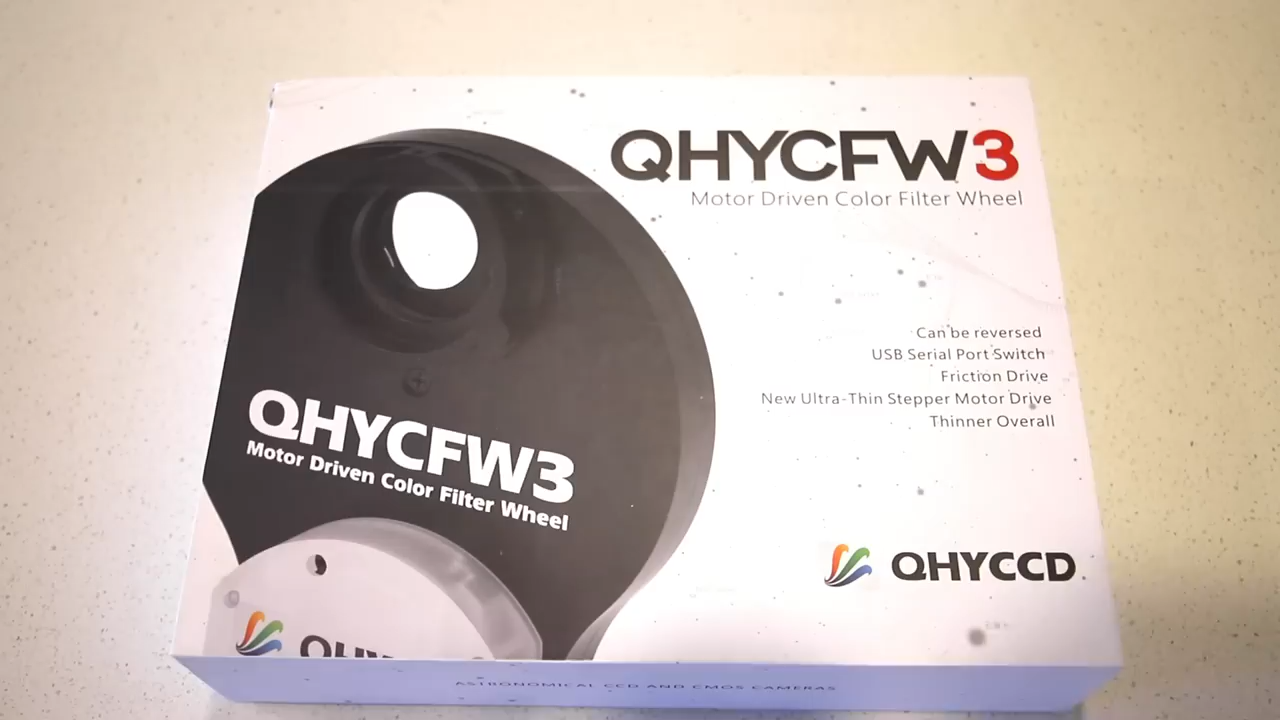 QHYCFW3
Motor Driven Color Filter Wheel
Can be reversed
USB Serial Port Switch
Friction Drive
New Ultra-Thin Stepper Motor Drive
Thinner Overall
QHYCFW3
Motor Driven Color Filter Wheel
QHYCCD
ASTRONOMICAL CCD AND CMOS CAMERAS